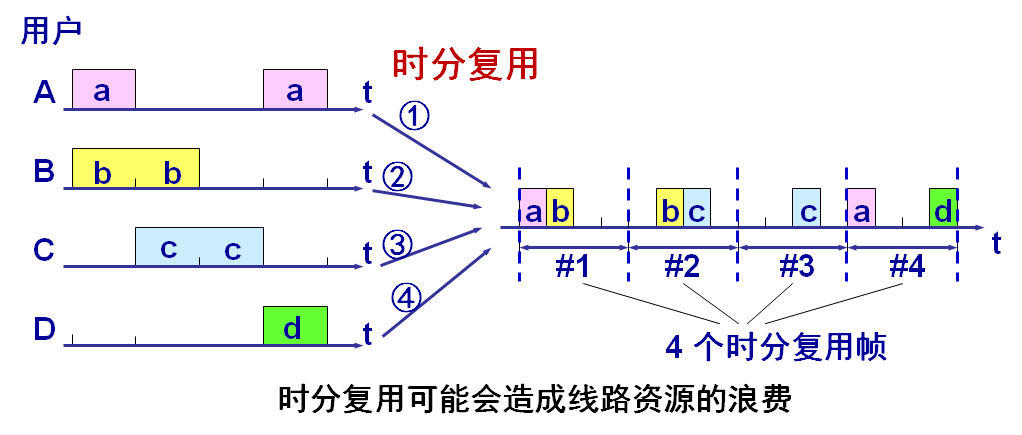 用户
时分复用
A a a t
①
B b b t
②
a b b c c a d
C c c t
③
t
#1 #2 #3 #4
④
D d t
4 个时分复用帧
时分复用可能会造成线路资源的浪费